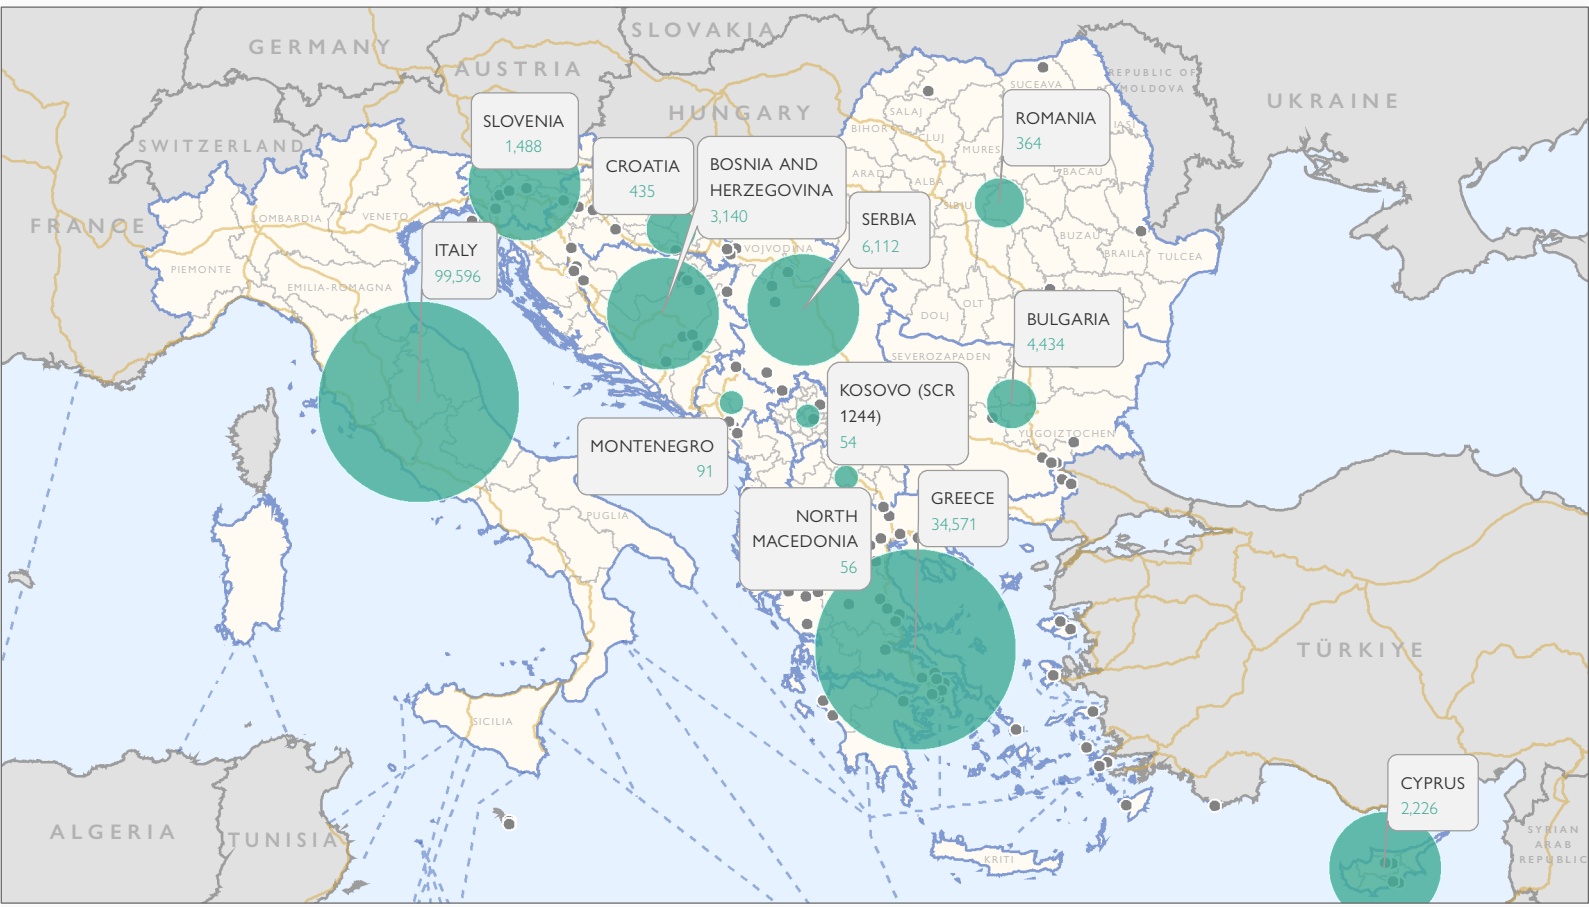 SLOVAKIA
GERMANY
AUSTRIA
REPUBLIC OF
MOLDOVA
SUCEAVA
UKRAINE
HUNGARY
SALAJ
ROMANIA
364
IASI
SLOVENIA
1,488
BIHOR
CLUJ
MURES
SWITZERLAND
CROATIA
435
BOSNIA AND
HERZEGOVINA
3,140
ARAD
ALBA
BACAU
SIBIU
FRANCE
LOMBARDIA
VENETO
SERBIA
6,112
BUZAU
BRAILA
TULCEA
ITALY
99,596
VOJVODINA
PIEMONTE
EMILIA-ROMAGNA
OLT
DOLJ
BULGARIA
4,434
SEVEROZAPADEN
KOSOVO (SCR
1244)
54
YUGOIZTOCHEN
MONTENEGRO
91
GREECE
34,571
PUGLIA
NORTH
MACEDONIA
56
TÜRKIYE
SICILIA
CYPRUS
2,226
ALGERIA
TUNISIA
SYRIAN
ARAB
REPUBLIC
KRITI